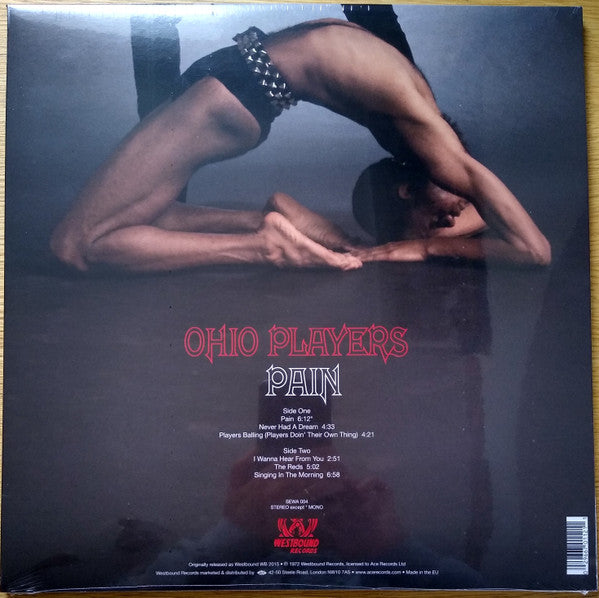 OHIO PLAYERS
PAIN
Side One
Pain 6:12*
Never Had A Dream 4:33
Players Balling (Players Doin' Their Own Thing) 4:21
Side Two
I Wanna Hear From You 2:51
The Reds 5:02
Singing In The Morning 6:58
SEWA 004
STEREO except * MONO
WESTBOUND
RECORDS
Originally released as Westbound WB 2015 • ℗ 1972 Westbound Records, licensed to Ace Records Ltd
Westbound Records marketed & distributed by 42-50 Steele Road, London NW10 7AS • www.acerecords.com • Made in the EU